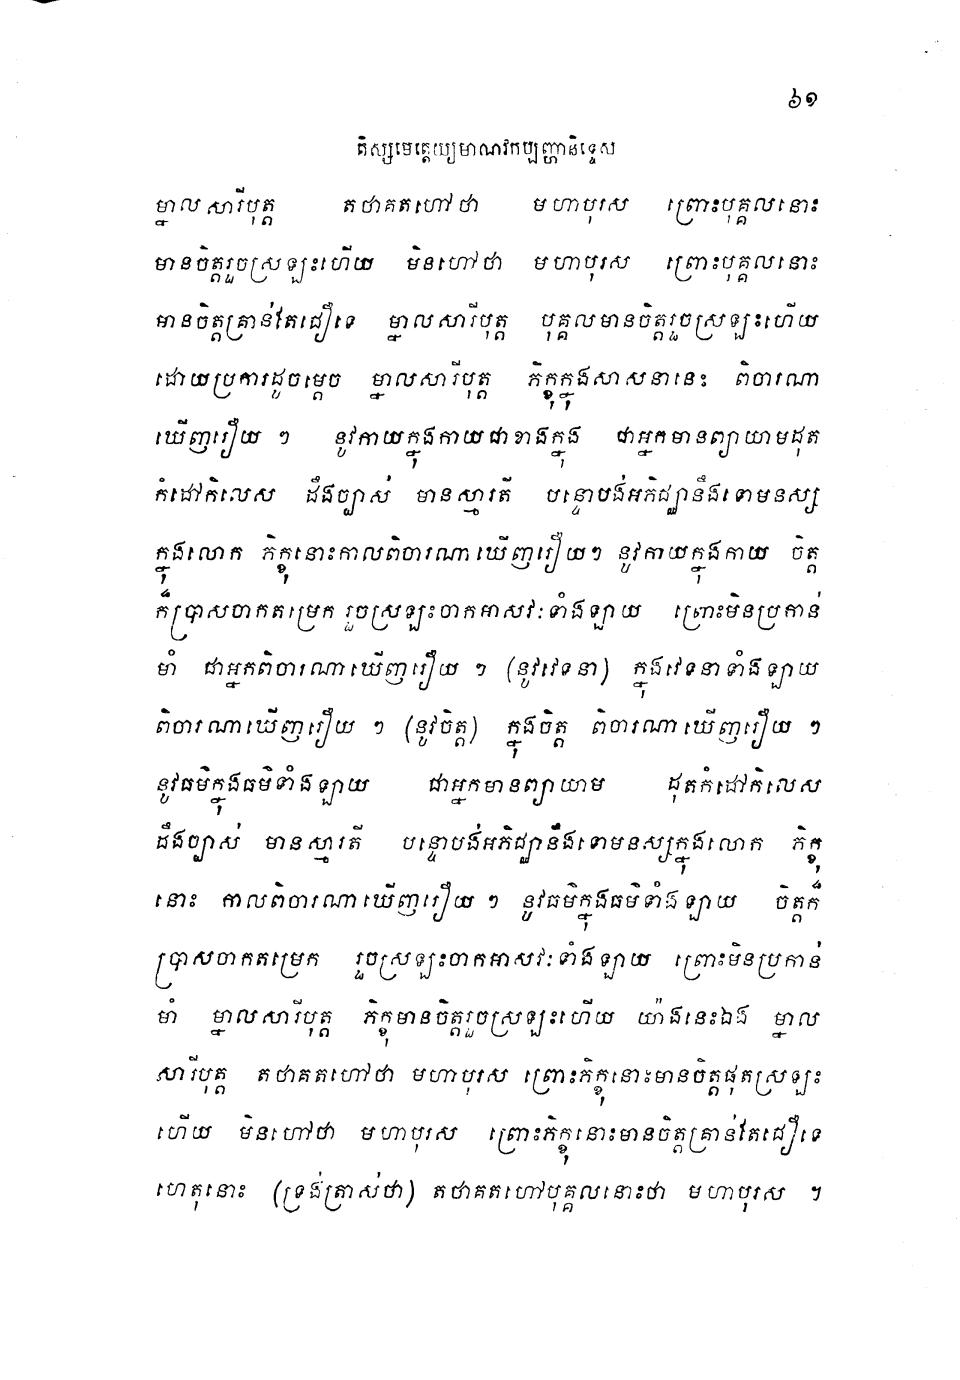 ៦១
តិស្សមេត្តេយ្យមាណវកប្បញ្ហានិទ្ទេស
ម្នាលសារីបុត្ត តថាគតហៅថា មហាបុរស ព្រោះបុគ្គលនោះ
មានចិត្តរួចស្រឡះហើយ មិនហៅថា មហាបុរស ព្រោះបុគ្គលនោះ
មានចិត្តគ្រាន់តែជឿទេ ម្នាលសារីបុត្ត បុគ្គលមានចិត្តរួចស្រឡះហើយ
ដោយប្រការដូចម្តេច ម្នាលសារីបុត្ត ភិក្ខុក្នុងសាសនានេះ ពិចារណា
ឃើញរឿយ ៗ នូវកាយក្នុងកាយជាខាងក្នុង ជាអ្នកមានព្យាយាមដុត
កំដៅកិលេស ដឹងច្បាស់ មានស្មារតី បន្ទោបង់អភិជ្ឈានឹងទោមនស្ស
ក្នុងលោក ភិក្ខុនោះកាលពិចារណាឃើញរឿយៗ នូវកាយក្នុងកាយ ចិត្ត
ក៏ប្រាសចាកតម្រេក រួចស្រឡះចាកអាសវៈទាំងឡាយ ព្រោះមិនប្រកាន់
មាំ ជាអ្នកពិចារណាឃើញរឿយ ៗ (នូវវេទនា) ក្នុងវេទនាទាំងឡាយ
ពិចារណាឃើញរឿយ ៗ (នូវចិត្ត) ក្នុងចិត្ត ពិចារណាឃើញរឿយ ៗ
នូវធម៌ក្នុងធម៌ទាំងឡាយ ជាអ្នកមានព្យាយាម ដុតកំដៅកិលេស
ដឹងច្បាស់ មានស្មារតី បន្ទោបង់អភិជ្ឈានឹងទោមនស្សក្នុងលោក ភិក្ខុ
នោះ កាលពិចារណាឃើញរឿយ ៗ នូវធម៌ក្នុងធម៌ទាំងឡាយ ចិត្តក៏
ប្រាសចាកតម្រេក រួចស្រឡះចាកអាសវៈទាំងឡាយ ព្រោះមិនប្រកាន់
មាំ ម្នាលសារីបុត្ត ភិក្ខុមានចិត្តរួចស្រឡះហើយ យ៉ាងនេះឯង ម្នាល
សារីបុត្ត តថាគតហៅថា មហាបុរស ព្រោះភិក្ខុនោះមានចិត្តផុតស្រឡះ
ហើយ មិនហៅថា មហាបុរស ព្រោះភិក្ខុនោះមានចិត្តគ្រាន់តែជឿទេ
ហេតុនោះ (ទ្រង់ត្រាស់ថា) តថាគតហៅបុគ្គលនោះថា មហាបុរស ។